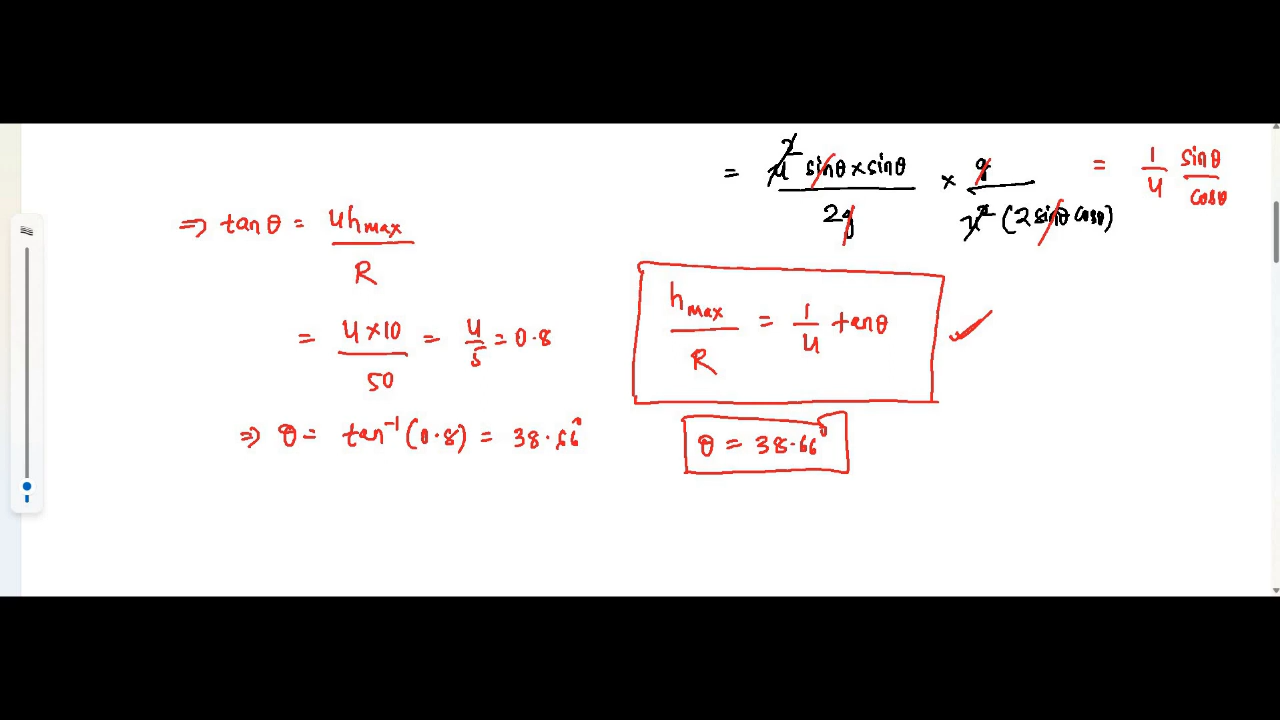 = u² sinθ × sinθ / 2g × g / u² (2 sinθ cosθ) = 1/4 sinθ/cosθ
⇒ tanθ = 4hmax / R
= 4×10 / 50 = 4/5 = 0.8
⇒ θ = tan⁻¹(0.8) = 38.66°
hmax / R = 1/4 tanθ ✓
θ = 38.66°